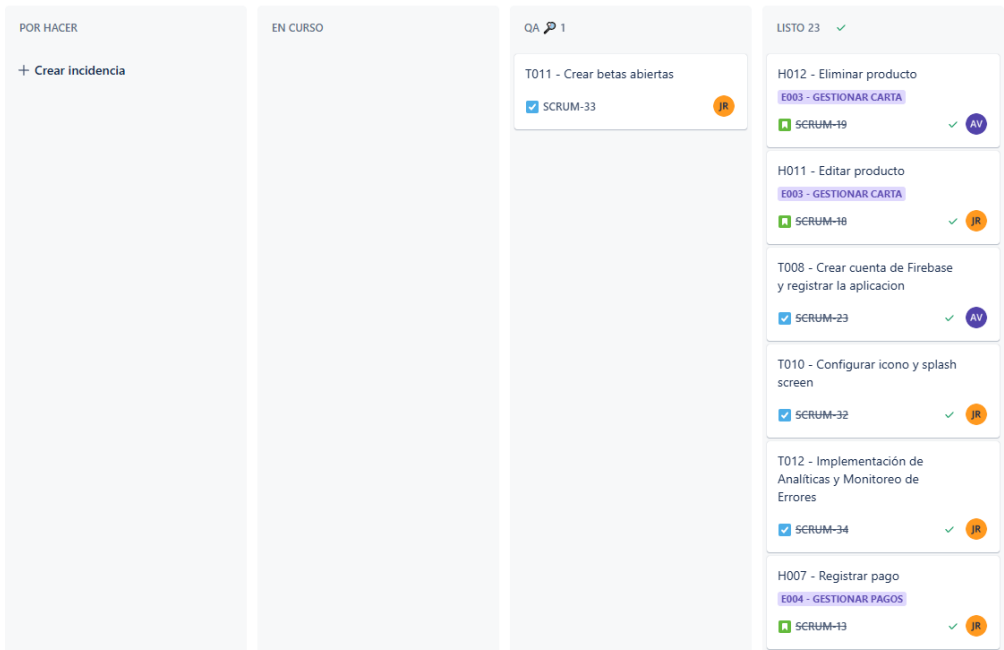 POR HACER
+ Crear incidencia
EN CURSO
QA 🔎 1
T011 - Crear betas abiertas
SCRUM-33
JR
LISTO 23
H012 - Eliminar producto
E003 - GESTIONAR CARTA
SCRUM-19
AV
H011 - Editar producto
E003 - GESTIONAR CARTA
SCRUM-18
JR
T008 - Crear cuenta de Firebase
y registrar la aplicacion
SCRUM-23
AV
T010 - Configurar icono y splash
screen
SCRUM-32
JR
T012 - Implementación de
Analíticas y Monitoreo de
Errores
SCRUM-34
JR
H007 - Registrar pago
E004 - GESTIONAR PAGOS
SCRUM-13
JR